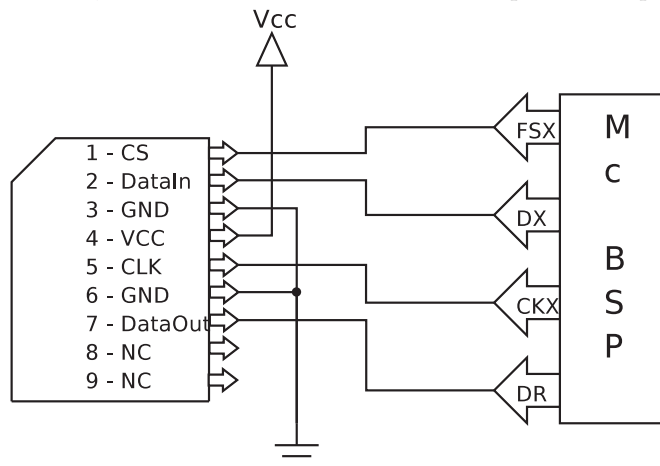 Vcc
1 - CS
2 - DataIn
3 - GND
4 - VCC
5 - CLK
6 - GND
7 - DataOut
8 - NC
9 - NC
FSX
DX
CKX
DR
M
c
B
S
P